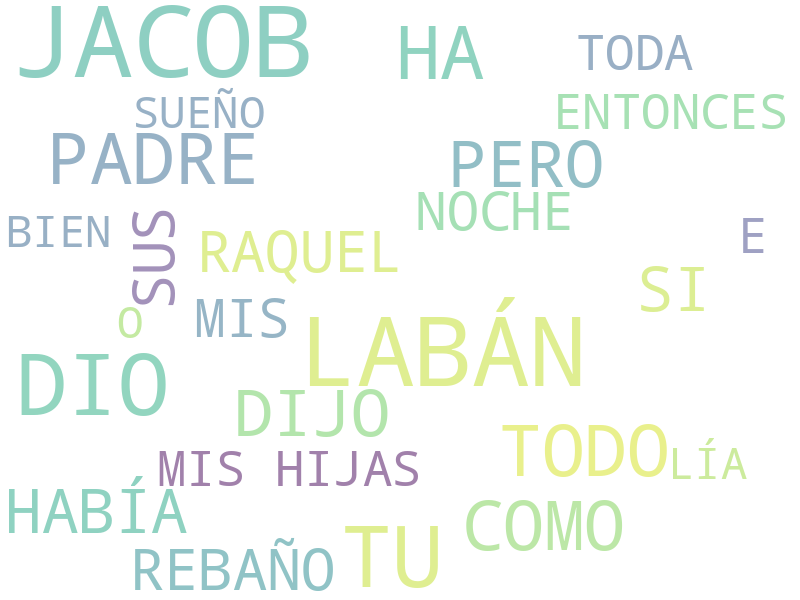 JACOB
HA
TODA
SUEÑO
ENTONCES
PADRE
PERO
NOCHE
BIEN
SUS
RAQUEL
E
SI
O
MIS
LABÁN
DIO
DIJO
TODO
LÍA
MIS HIJAS
HABÍA
COMO
TU
REBAÑO